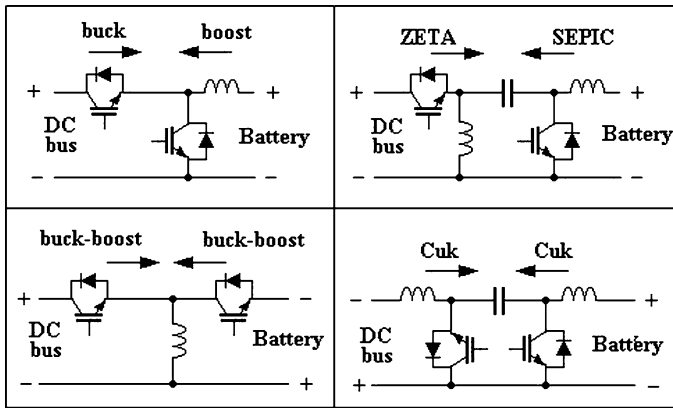 buck boost
+ +
DC
bus
Battery
– –
ZETA SEPIC
+ +
DC
bus
Battery
– –
buck-boost buck-boost
+ –
DC
bus
Battery
– +
Cuk Cuk
– +
DC
bus
Battery
+ –